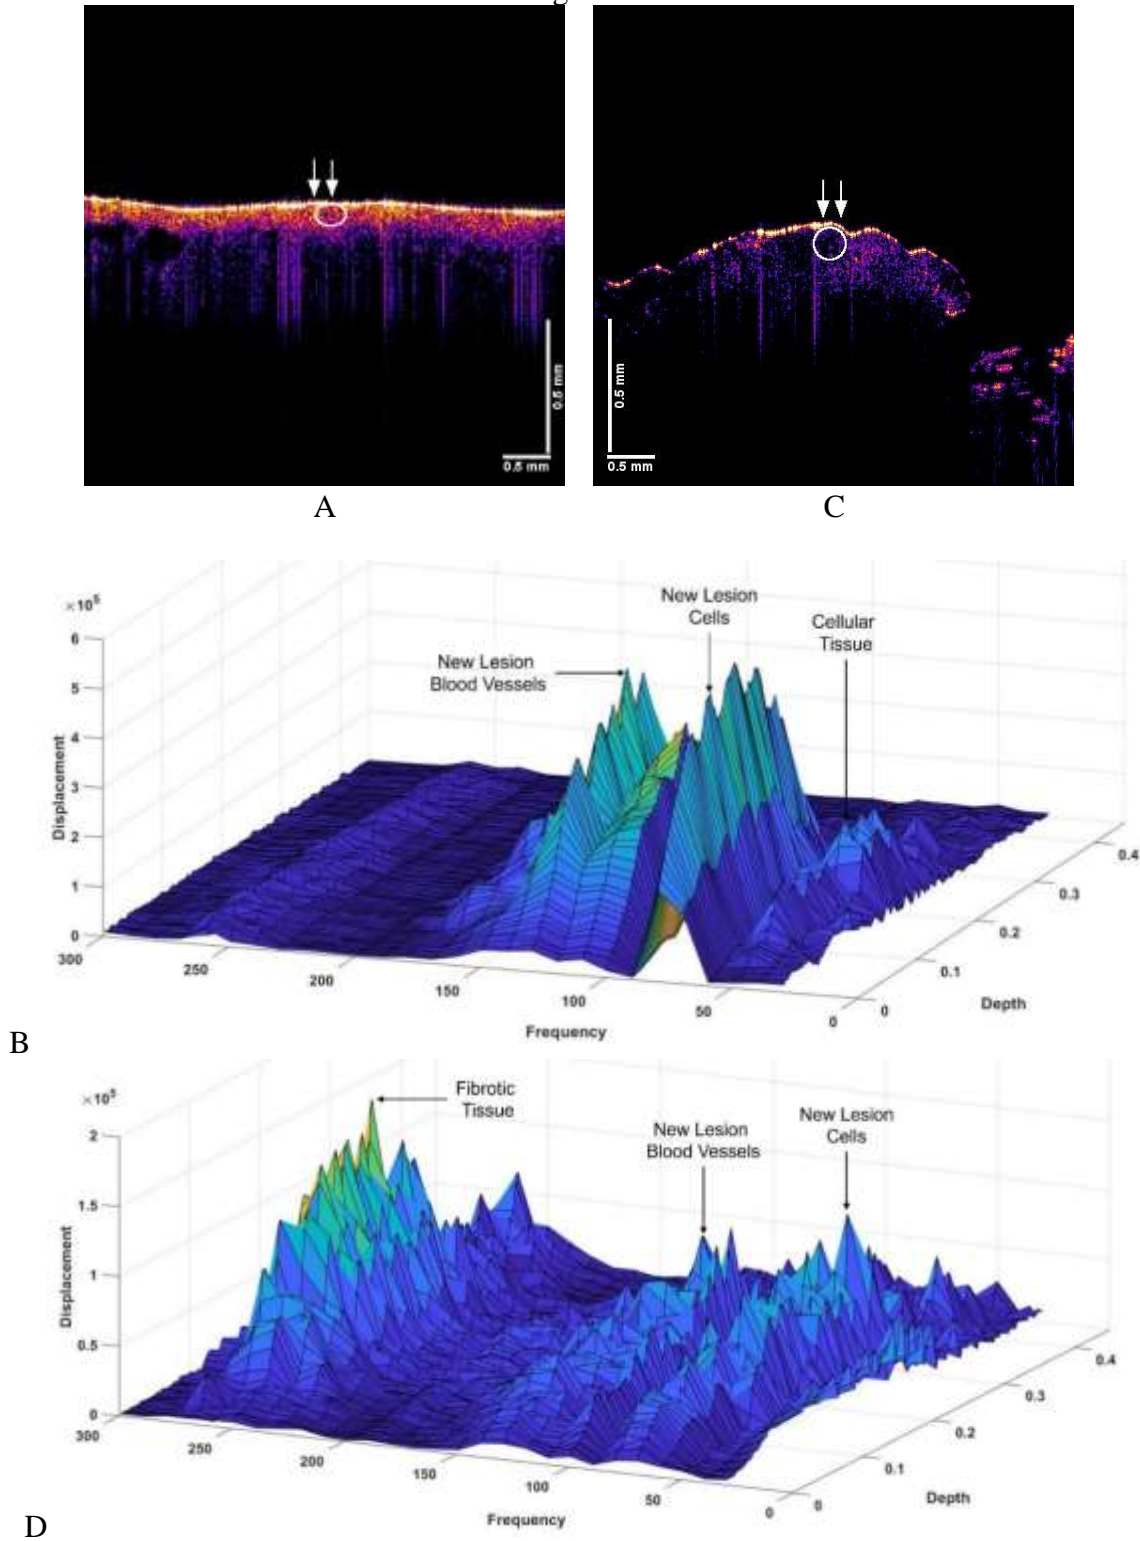 0.5 mm
0.5 mm
0.5 mm
0.5 mm
A
C
×10⁵
6
5
4
3
2
1
0
Displacement
New Lesion
Blood Vessels
New Lesion
Cells
Cellular
Tissue
300
250
200
150
100
50
0
Frequency
0
0.1
0.2
0.3
0.4
Depth
B
×10⁵
2
1.5
1
0.5
0
Displacement
Fibrotic
Tissue
New Lesion
Blood Vessels
New Lesion
Cells
300
250
200
150
100
50
0
Frequency
0
0.1
0.2
0.3
0.4
Depth
D